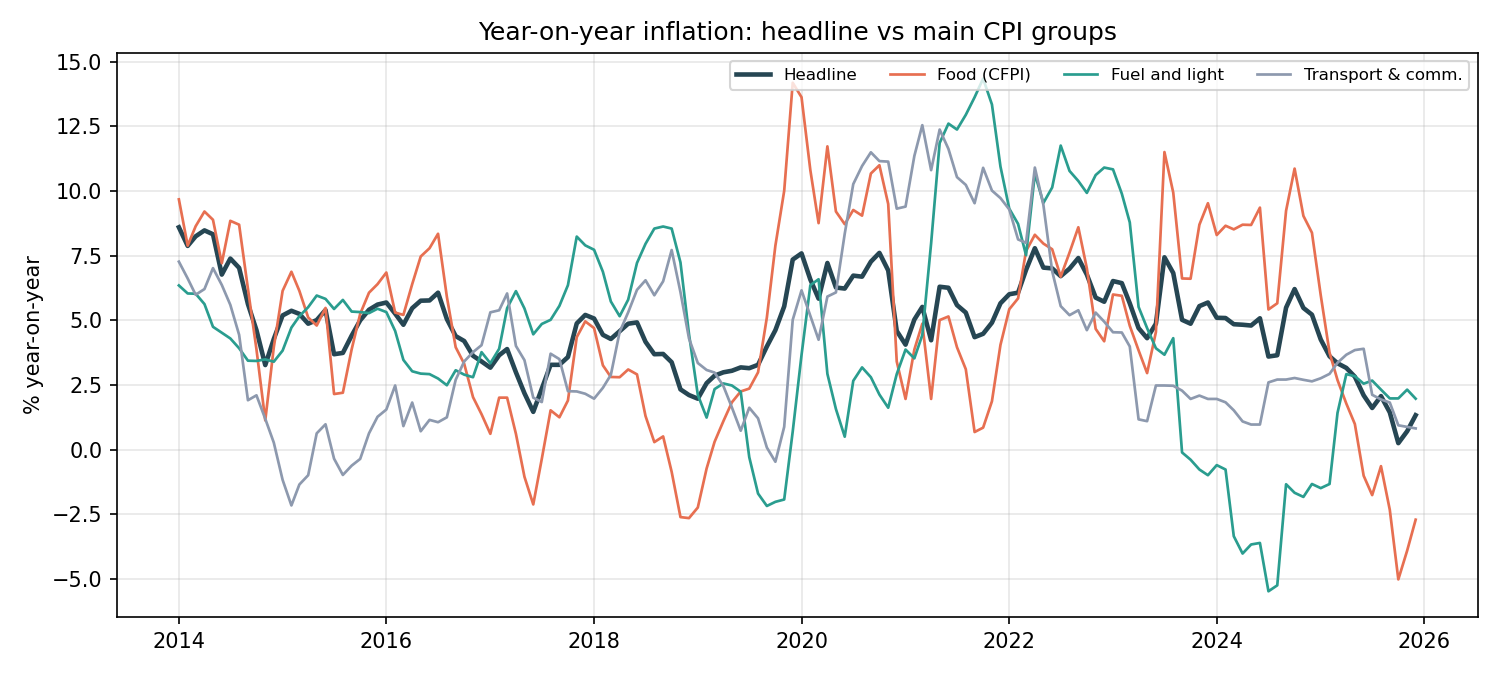 Year-on-year inflation: headline vs main CPI groups
Headline Food (CFPI) Fuel and light Transport & comm.
% year-on-year
15.0
12.5
10.0
7.5
5.0
2.5
0.0
−2.5
−5.0
2014 2016 2018 2020 2022 2024 2026